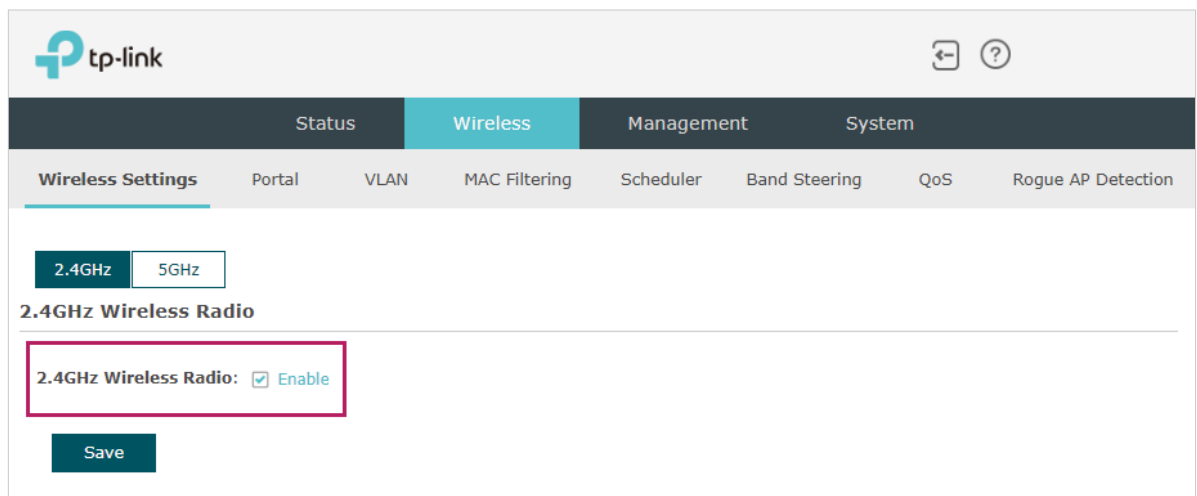 tp-link
?
Status Wireless Management System
Wireless Settings Portal VLAN MAC Filtering Scheduler Band Steering QoS Rogue AP Detection
2.4GHz 5GHz
2.4GHz Wireless Radio
2.4GHz Wireless Radio: Enable
Save